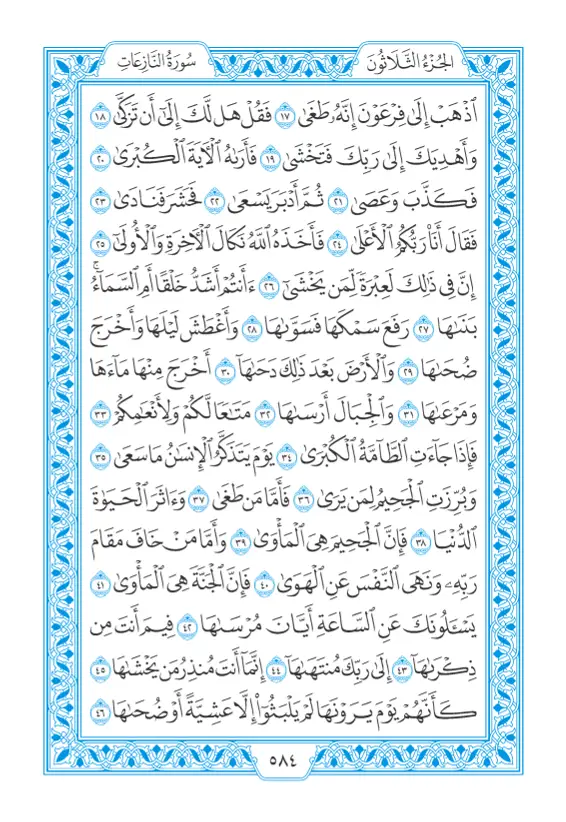 الجُزْءُ الثَّلَاثُونَ
سُورَةُ النَّازِعَاتِ
ٱذْهَبْ إِلَىٰ فِرْعَوْنَ إِنَّهُۥ طَغَىٰ ١٧ فَقُلْ هَل لَّكَ إِلَىٰٓ أَن تَزَكَّىٰ ١٨
وَأَهْدِيَكَ إِلَىٰ رَبِّكَ فَتَخْشَىٰ ١٩ فَأَرَىٰهُ ٱلْـَٔايَةَ ٱلْكُبْرَىٰ ٢٠
فَكَذَّبَ وَعَصَىٰ ٢١ ثُمَّ أَدْبَرَ يَسْعَىٰ ٢٢ فَحَشَرَ فَنَادَىٰ ٢٣
فَقَالَ أَنَا۠ رَبُّكُمُ ٱلْأَعْلَىٰ ٢٤ فَأَخَذَهُ ٱللَّهُ نَكَالَ ٱلْـَٔاخِرَةِ وَٱلْأُولَىٰٓ ٢٥
إِنَّ فِى ذَٰلِكَ لَعِبْرَةً لِّمَن يَخْشَىٰٓ ٢٦ ءَأَنتُمْ أَشَدُّ خَلْقًا أَمِ ٱلسَّمَآءُ ۚ
بَنَىٰهَا ٢٧ رَفَعَ سَمْكَهَا فَسَوَّىٰهَا ٢٨ وَأَغْطَشَ لَيْلَهَا وَأَخْرَجَ
ضُحَىٰهَا ٢٩ وَٱلْأَرْضَ بَعْدَ ذَٰلِكَ دَحَىٰهَآ ٣٠ أَخْرَجَ مِنْهَا مَآءَهَا
وَمَرْعَىٰهَا ٣١ وَٱلْجِبَالَ أَرْسَىٰهَا ٣٢ مَتَـٰعًا لَّكُمْ وَلِأَنْعَـٰمِكُمْ ٣٣
فَإِذَا جَآءَتِ ٱلطَّآمَّةُ ٱلْكُبْرَىٰ ٣٤ يَوْمَ يَتَذَكَّرُ ٱلْإِنسَـٰنُ مَا سَعَىٰ ٣٥
وَبُرِّزَتِ ٱلْجَحِيمُ لِمَن يَرَىٰ ٣٦ فَأَمَّا مَن طَغَىٰ ٣٧ وَءَاثَرَ ٱلْحَيَوٰةَ
ٱلدُّنْيَا ٣٨ فَإِنَّ ٱلْجَحِيمَ هِىَ ٱلْمَأْوَىٰ ٣٩ وَأَمَّا مَنْ خَافَ مَقَامَ
رَبِّهِۦ وَنَهَى ٱلنَّفْسَ عَنِ ٱلْهَوَىٰ ٤٠ فَإِنَّ ٱلْجَنَّةَ هِىَ ٱلْمَأْوَىٰ ٤١
يَسْـَٔلُونَكَ عَنِ ٱلسَّاعَةِ أَيَّانَ مُرْسَىٰهَا ٤٢ فِيمَ أَنتَ مِن
ذِكْرَىٰهَآ ٤٣ إِلَىٰ رَبِّكَ مُنتَهَىٰهَآ ٤٤ إِنَّمَآ أَنتَ مُنذِرُ مَن يَخْشَىٰهَا ٤٥
كَأَنَّهُمْ يَوْمَ يَرَوْنَهَا لَمْ يَلْبَثُوٓا۟ إِلَّا عَشِيَّةً أَوْ ضُحَىٰهَا ٤٦
٥٨٤